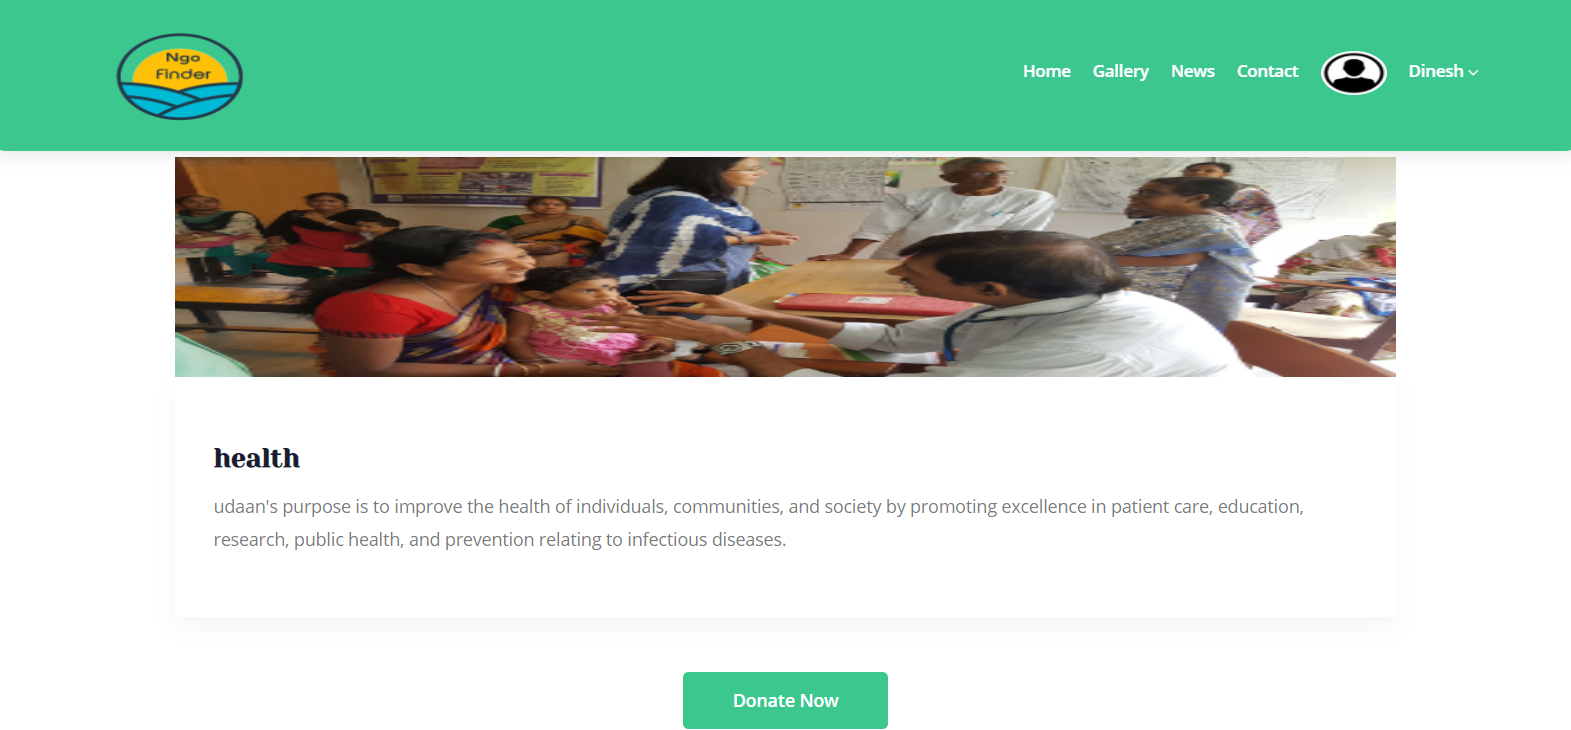 Ngo
Finder
Home Gallery News Contact Dinesh
health
udaan's purpose is to improve the health of individuals, communities, and society by promoting excellence in patient care, education,
research, public health, and prevention relating to infectious diseases.
Donate Now